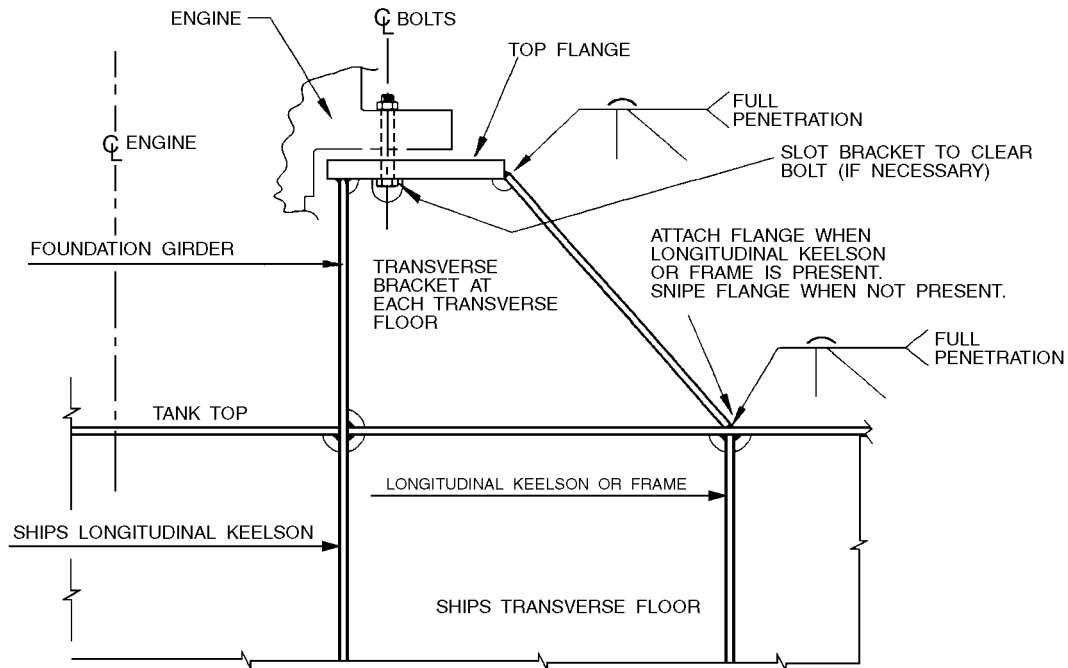 ENGINE
℄ BOLTS
TOP FLANGE
FULL
PENETRATION
℄ ENGINE
SLOT BRACKET TO CLEAR
BOLT (IF NECESSARY)
FOUNDATION GIRDER
TRANSVERSE
BRACKET AT
EACH TRANSVERSE
FLOOR
ATTACH FLANGE WHEN
LONGITUDINAL KEELSON
OR FRAME IS PRESENT.
SNIPE FLANGE WHEN NOT PRESENT.
FULL
PENETRATION
TANK TOP
LONGITUDINAL KEELSON OR FRAME
SHIPS LONGITUDINAL KEELSON
SHIPS TRANSVERSE FLOOR